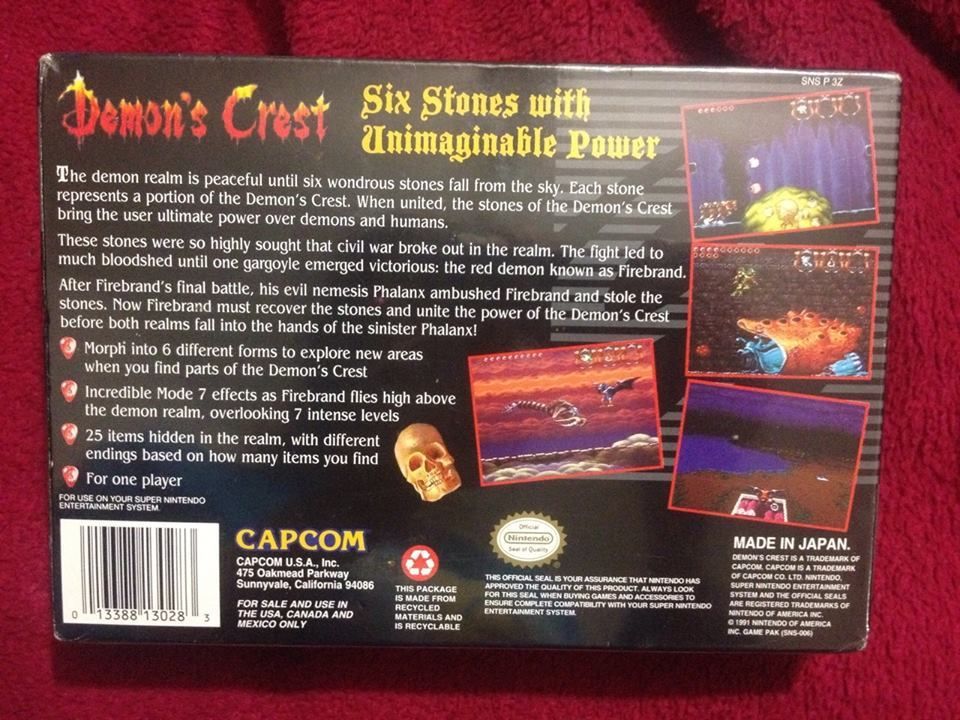 SNS P 3Z
Demon's Crest
Six Stones with
Unimaginable Power
The demon realm is peaceful until six wondrous stones fall from the sky. Each stone
represents a portion of the Demon's Crest. When united, the stones of the Demon's Crest
bring the user ultimate power over demons and humans.
These stones were so highly sought that civil war broke out in the realm. The fight led to
much bloodshed until one gargoyle emerged victorious: the red demon known as Firebrand.
After Firebrand's final battle, his evil nemesis Phalanx ambushed Firebrand and stole the
stones. Now Firebrand must recover the stones and unite the power of the Demon's Crest
before both realms fall into the hands of the sinister Phalanx!
Morph into 6 different forms to explore new areas
when you find parts of the Demon's Crest
Incredible Mode 7 effects as Firebrand flies high above
the demon realm, overlooking 7 intense levels
25 items hidden in the realm, with different
endings based on how many items you find
For one player
FOR USE ON YOUR SUPER NINTENDO
ENTERTAINMENT SYSTEM.
0 13388 13028 3
CAPCOM
CAPCOM U.S.A., Inc.
475 Oakmead Parkway
Sunnyvale, California 94086
FOR SALE AND USE IN
THE USA, CANADA AND
MEXICO ONLY
THIS PACKAGE
IS MADE FROM
RECYCLED
MATERIALS AND
IS RECYCLABLE
Official
Nintendo
Seal of Quality
THIS OFFICIAL SEAL IS YOUR ASSURANCE THAT NINTENDO HAS
APPROVED THE QUALITY OF THIS PRODUCT. ALWAYS LOOK
FOR THIS SEAL WHEN BUYING GAMES AND ACCESSORIES TO
ENSURE COMPLETE COMPATIBILITY WITH YOUR SUPER NINTENDO
ENTERTAINMENT SYSTEM.
MADE IN JAPAN.
DEMON'S CREST IS A TRADEMARK OF
CAPCOM. CAPCOM IS A TRADEMARK
OF CAPCOM CO. LTD. NINTENDO,
SUPER NINTENDO ENTERTAINMENT
SYSTEM AND THE OFFICIAL SEALS
ARE REGISTERED TRADEMARKS OF
NINTENDO OF AMERICA INC.
© 1991 NINTENDO OF AMERICA
INC. GAME PAK (SNS-006)